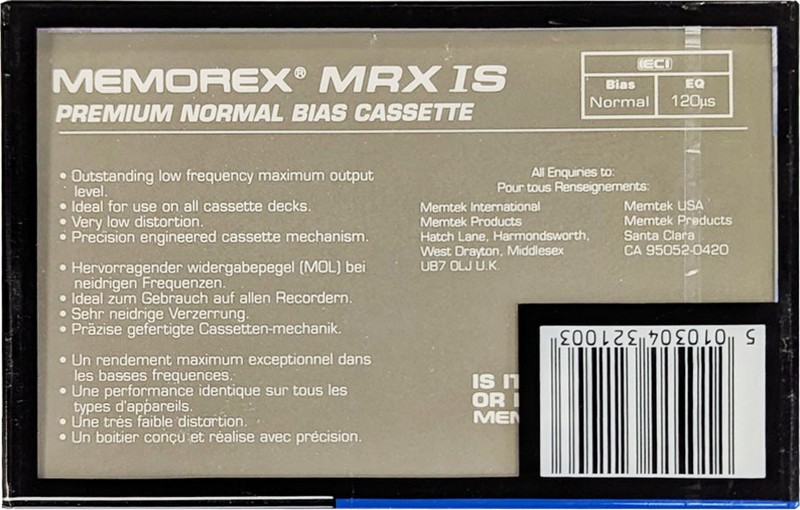 MEMOREX® MRX IS
PREMIUM NORMAL BIAS CASSETTE
IEC I
Bias EQ
Normal 120µs
• Outstanding low frequency maximum output
level.
• Ideal for use on all cassette decks.
• Very low distortion.
• Precision engineered cassette mechanism.
• Hervorragender widergabepegel (MOL) bei
neidrigen Frequenzen.
• Ideal zum Gebrauch auf allen Recordern.
• Sehr neidrige Verzerrung.
• Präzise gefertigte Cassetten-mechanik.
• Un rendement maximum exceptionnel dans
les basses frequences.
• Une performance identique sur tous les
types d'appareils.
• Une très faible distortion.
• Un boitier conçu et réalise avec précision.
All Enquiries to:
Pour tous Renseignements:
Memtek International
Memtek Products
Hatch Lane, Harmondsworth,
West Drayton, Middlesex
UB7 0LJ U.K.
Memtek USA
Memtek Products
Santa Clara
CA 95052-0420
IS IT
OR I
MEM
5 010304 321003